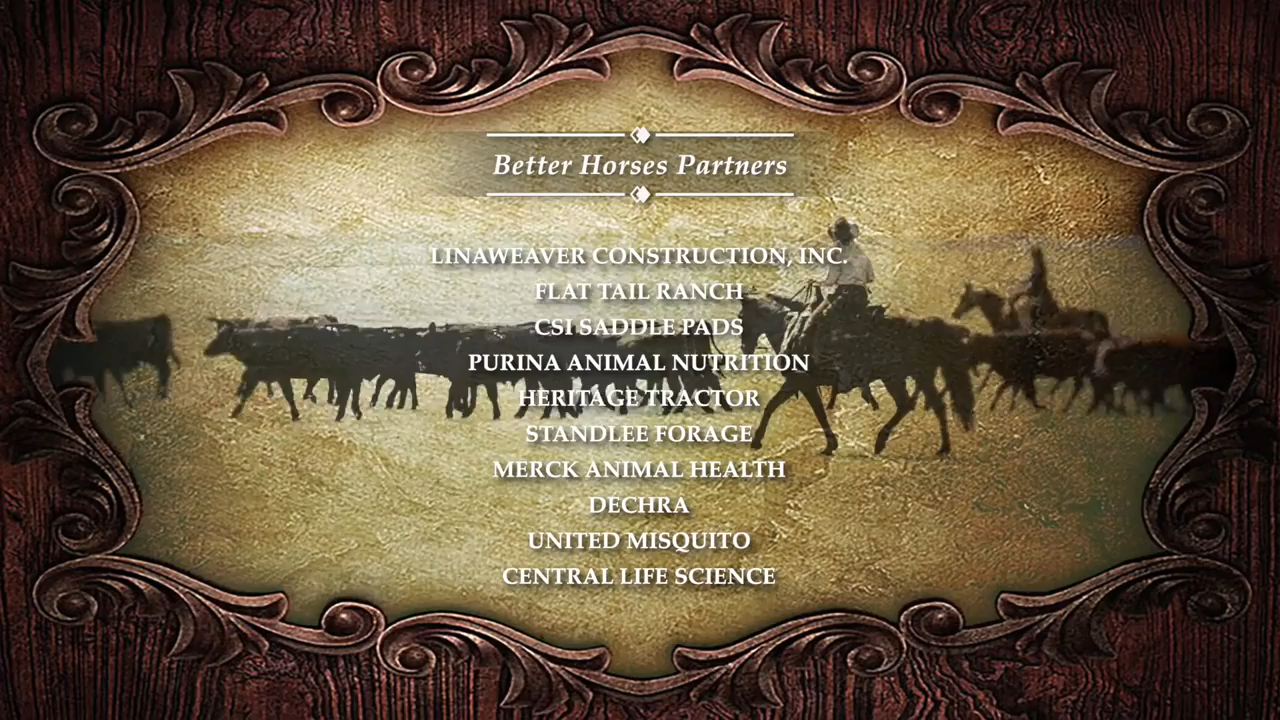 Better Horses Partners
LINAWEAVER CONSTRUCTION, INC.
FLAT TAIL RANCH
CSI SADDLE PADS
PURINA ANIMAL NUTRITION
HERITAGE TRACTOR
STANDLEE FORAGE
MERCK ANIMAL HEALTH
DECHRA
UNITED MISQUITO
CENTRAL LIFE SCIENCE